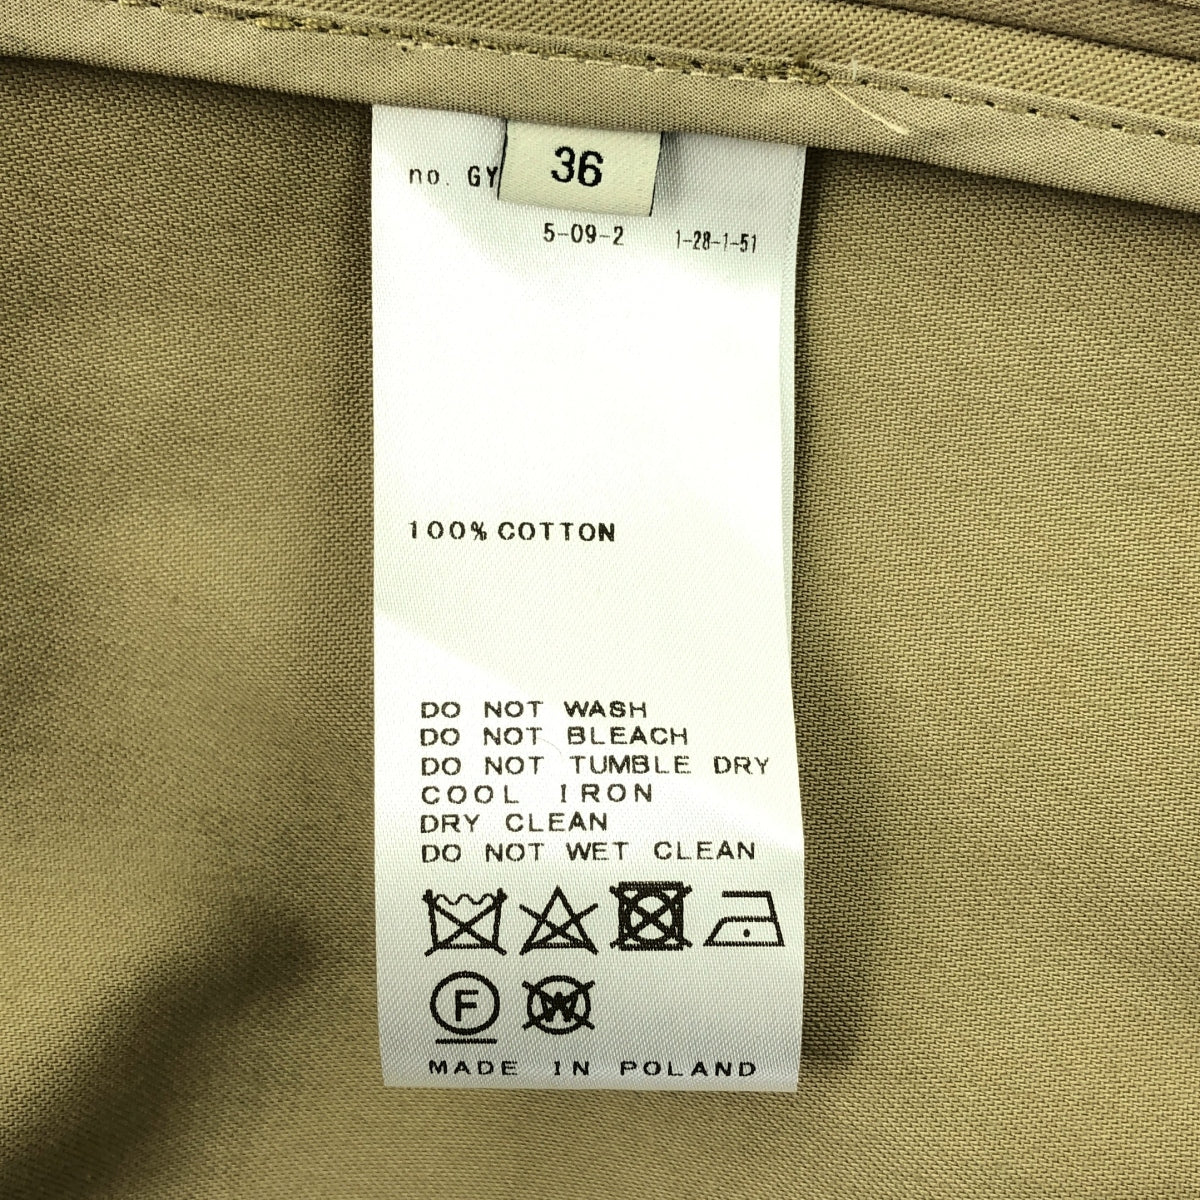 36
no. GY
5-09-2 1-28-1-51
100% COTTON
DO NOT WASH
DO NOT BLEACH
DO NOT TUMBLE DRY
COOL IRON
DRY CLEAN
DO NOT WET CLEAN
F W
MADE IN POLAND